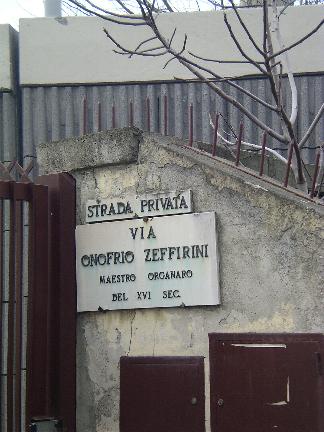 STRADA PRIVATA
VIA
ONOFRIO ZEFFIRINI
MAESTRO ORGANARO
DEL XVI SEC.